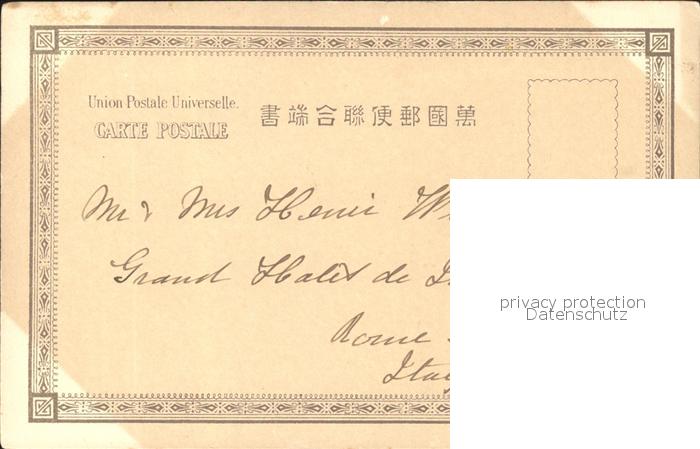 Union Postale Universelle.
CARTE POSTALE
書端合聯便郵國萬
Mr & Mrs Henri
Grand Hotel de
Rome
Italy
privacy protection
Datenschutz